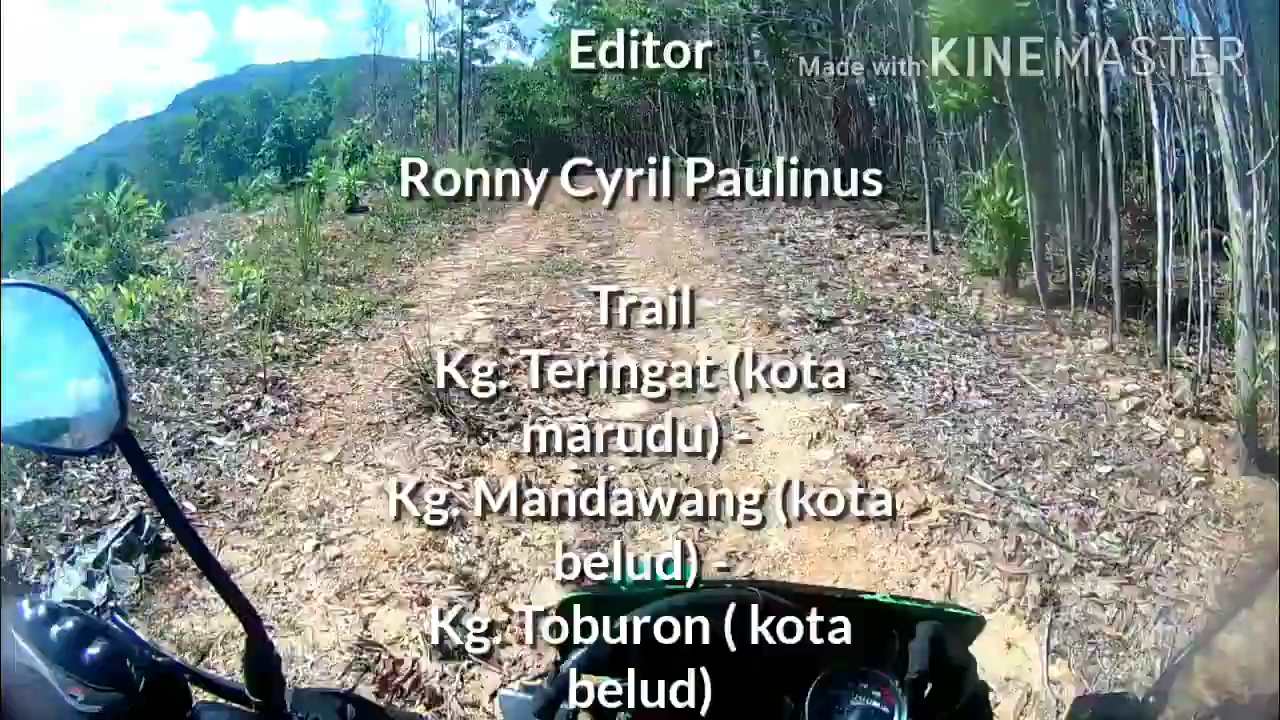 Editor
Made with KINEMASTER
Ronny Cyril Paulinus
Trail
Kg. Teringat (kota
marudu) -
Kg. Mandawang (kota
belud) -
Kg. Toburon ( kota
belud)